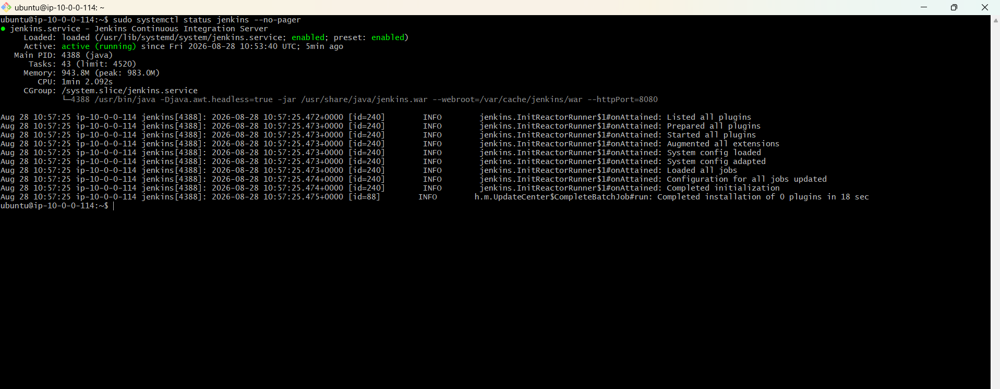 ubuntu@ip-10-0-0-114: ~
ubuntu@ip-10-0-0-114:~$ sudo systemctl status jenkins --no-pager
● jenkins.service - Jenkins Continuous Integration Server
     Loaded: loaded (/usr/lib/systemd/system/jenkins.service; enabled; preset: enabled)
     Active: active (running) since Fri 2026-08-28 10:53:40 UTC; 5min ago
   Main PID: 4388 (java)
      Tasks: 43 (limit: 4520)
     Memory: 943.8M (peak: 983.0M)
        CPU: 1min 2.092s
     CGroup: /system.slice/jenkins.service
             └─4388 /usr/bin/java -Djava.awt.headless=true -jar /usr/share/java/jenkins.war --webroot=/var/cache/jenkins/war --httpPort=8080
Aug 28 10:57:25 ip-10-0-0-114 jenkins[4388]: 2026-08-28 10:57:25.472+0000 [id=240]        INFO        jenkins.InitReactorRunner$1#onAttained: Listed all plugins
Aug 28 10:57:25 ip-10-0-0-114 jenkins[4388]: 2026-08-28 10:57:25.473+0000 [id=240]        INFO        jenkins.InitReactorRunner$1#onAttained: Prepared all plugins
Aug 28 10:57:25 ip-10-0-0-114 jenkins[4388]: 2026-08-28 10:57:25.473+0000 [id=240]        INFO        jenkins.InitReactorRunner$1#onAttained: Started all plugins
Aug 28 10:57:25 ip-10-0-0-114 jenkins[4388]: 2026-08-28 10:57:25.473+0000 [id=240]        INFO        jenkins.InitReactorRunner$1#onAttained: Augmented all extensions
Aug 28 10:57:25 ip-10-0-0-114 jenkins[4388]: 2026-08-28 10:57:25.473+0000 [id=240]        INFO        jenkins.InitReactorRunner$1#onAttained: System config loaded
Aug 28 10:57:25 ip-10-0-0-114 jenkins[4388]: 2026-08-28 10:57:25.473+0000 [id=240]        INFO        jenkins.InitReactorRunner$1#onAttained: System config adapted
Aug 28 10:57:25 ip-10-0-0-114 jenkins[4388]: 2026-08-28 10:57:25.473+0000 [id=240]        INFO        jenkins.InitReactorRunner$1#onAttained: Loaded all jobs
Aug 28 10:57:25 ip-10-0-0-114 jenkins[4388]: 2026-08-28 10:57:25.474+0000 [id=240]        INFO        jenkins.InitReactorRunner$1#onAttained: Configuration for all jobs updated
Aug 28 10:57:25 ip-10-0-0-114 jenkins[4388]: 2026-08-28 10:57:25.474+0000 [id=240]        INFO        jenkins.InitReactorRunner$1#onAttained: Completed initialization
Aug 28 10:57:25 ip-10-0-0-114 jenkins[4388]: 2026-08-28 10:57:25.475+0000 [id=88]        INFO        h.m.UpdateCenter$CompleteBatchJob#run: Completed installation of 0 plugins in 18 sec
ubuntu@ip-10-0-0-114:~$